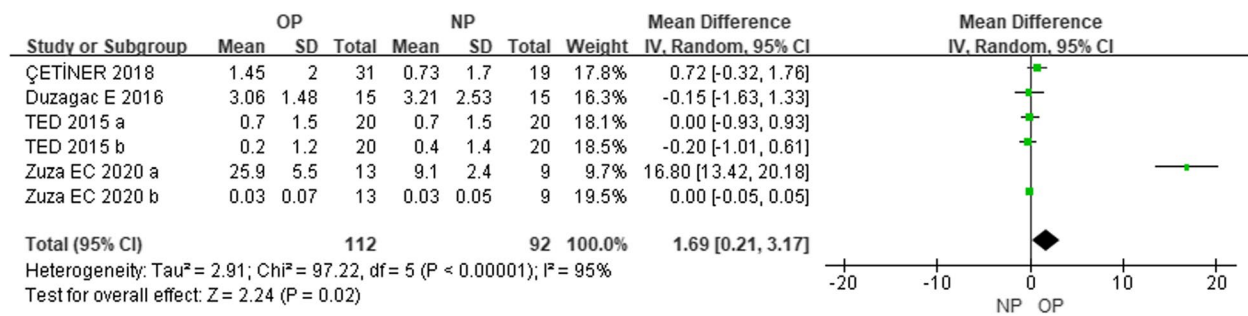 OP NP Mean Difference Mean Difference
Study or Subgroup Mean SD Total Mean SD Total Weight IV, Random, 95% CI IV, Random, 95% CI
ÇETİNER 2018 1.45 2 31 0.73 1.7 19 17.8% 0.72 [-0.32, 1.76]
Duzagac E 2016 3.06 1.48 15 3.21 2.53 15 16.3% -0.15 [-1.63, 1.33]
TED 2015 a 0.7 1.5 20 0.7 1.5 20 18.1% 0.00 [-0.93, 0.93]
TED 2015 b 0.2 1.2 20 0.4 1.4 20 18.5% -0.20 [-1.01, 0.61]
Zuza EC 2020 a 25.9 5.5 13 9.1 2.4 9 9.7% 16.80 [13.42, 20.18]
Zuza EC 2020 b 0.03 0.07 13 0.03 0.05 9 19.5% 0.00 [-0.05, 0.05]
Total (95% CI) 112 92 100.0% 1.69 [0.21, 3.17]
Heterogeneity: Tau² = 2.91; Chi² = 97.22, df = 5 (P < 0.00001); I² = 95%
Test for overall effect: Z = 2.24 (P = 0.02)
-20 -10 0 10 20
NP OP